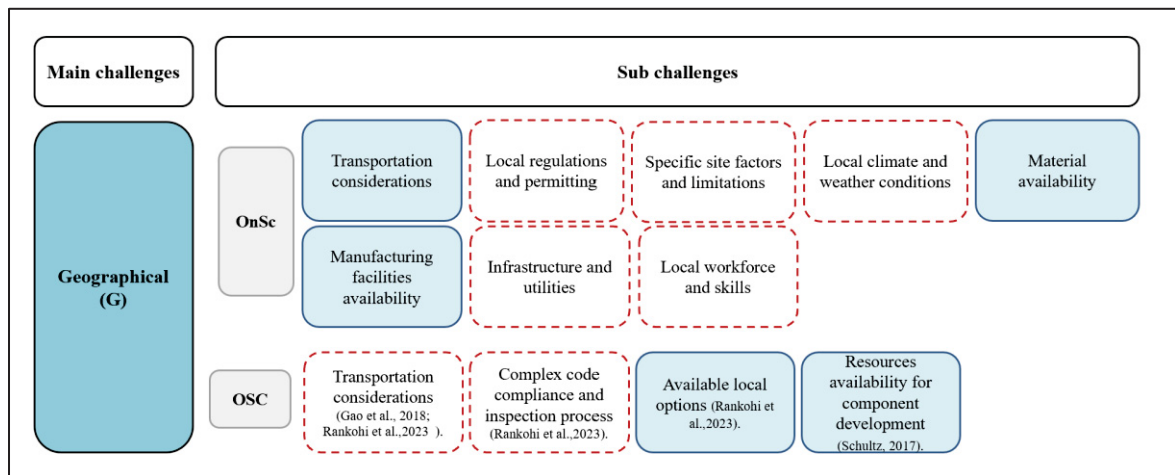 Main challenges
Sub challenges
Geographical
(G)
OnSc
Transportation
considerations
Local regulations
and permitting
Specific site factors
and limitations
Local climate and
weather conditions
Material
availability
Manufacturing
facilities
availability
Infrastructure and
utilities
Local workforce
and skills
OSC
Transportation
considerations
(Gao et al., 2018;
Rankohi et al.,2023 ).
Complex code
compliance and
inspection process
(Rankohi et al.,2023).
Available local
options (Rankohi et
al.,2023).
Resources
availability for
component
development
(Schultz, 2017).